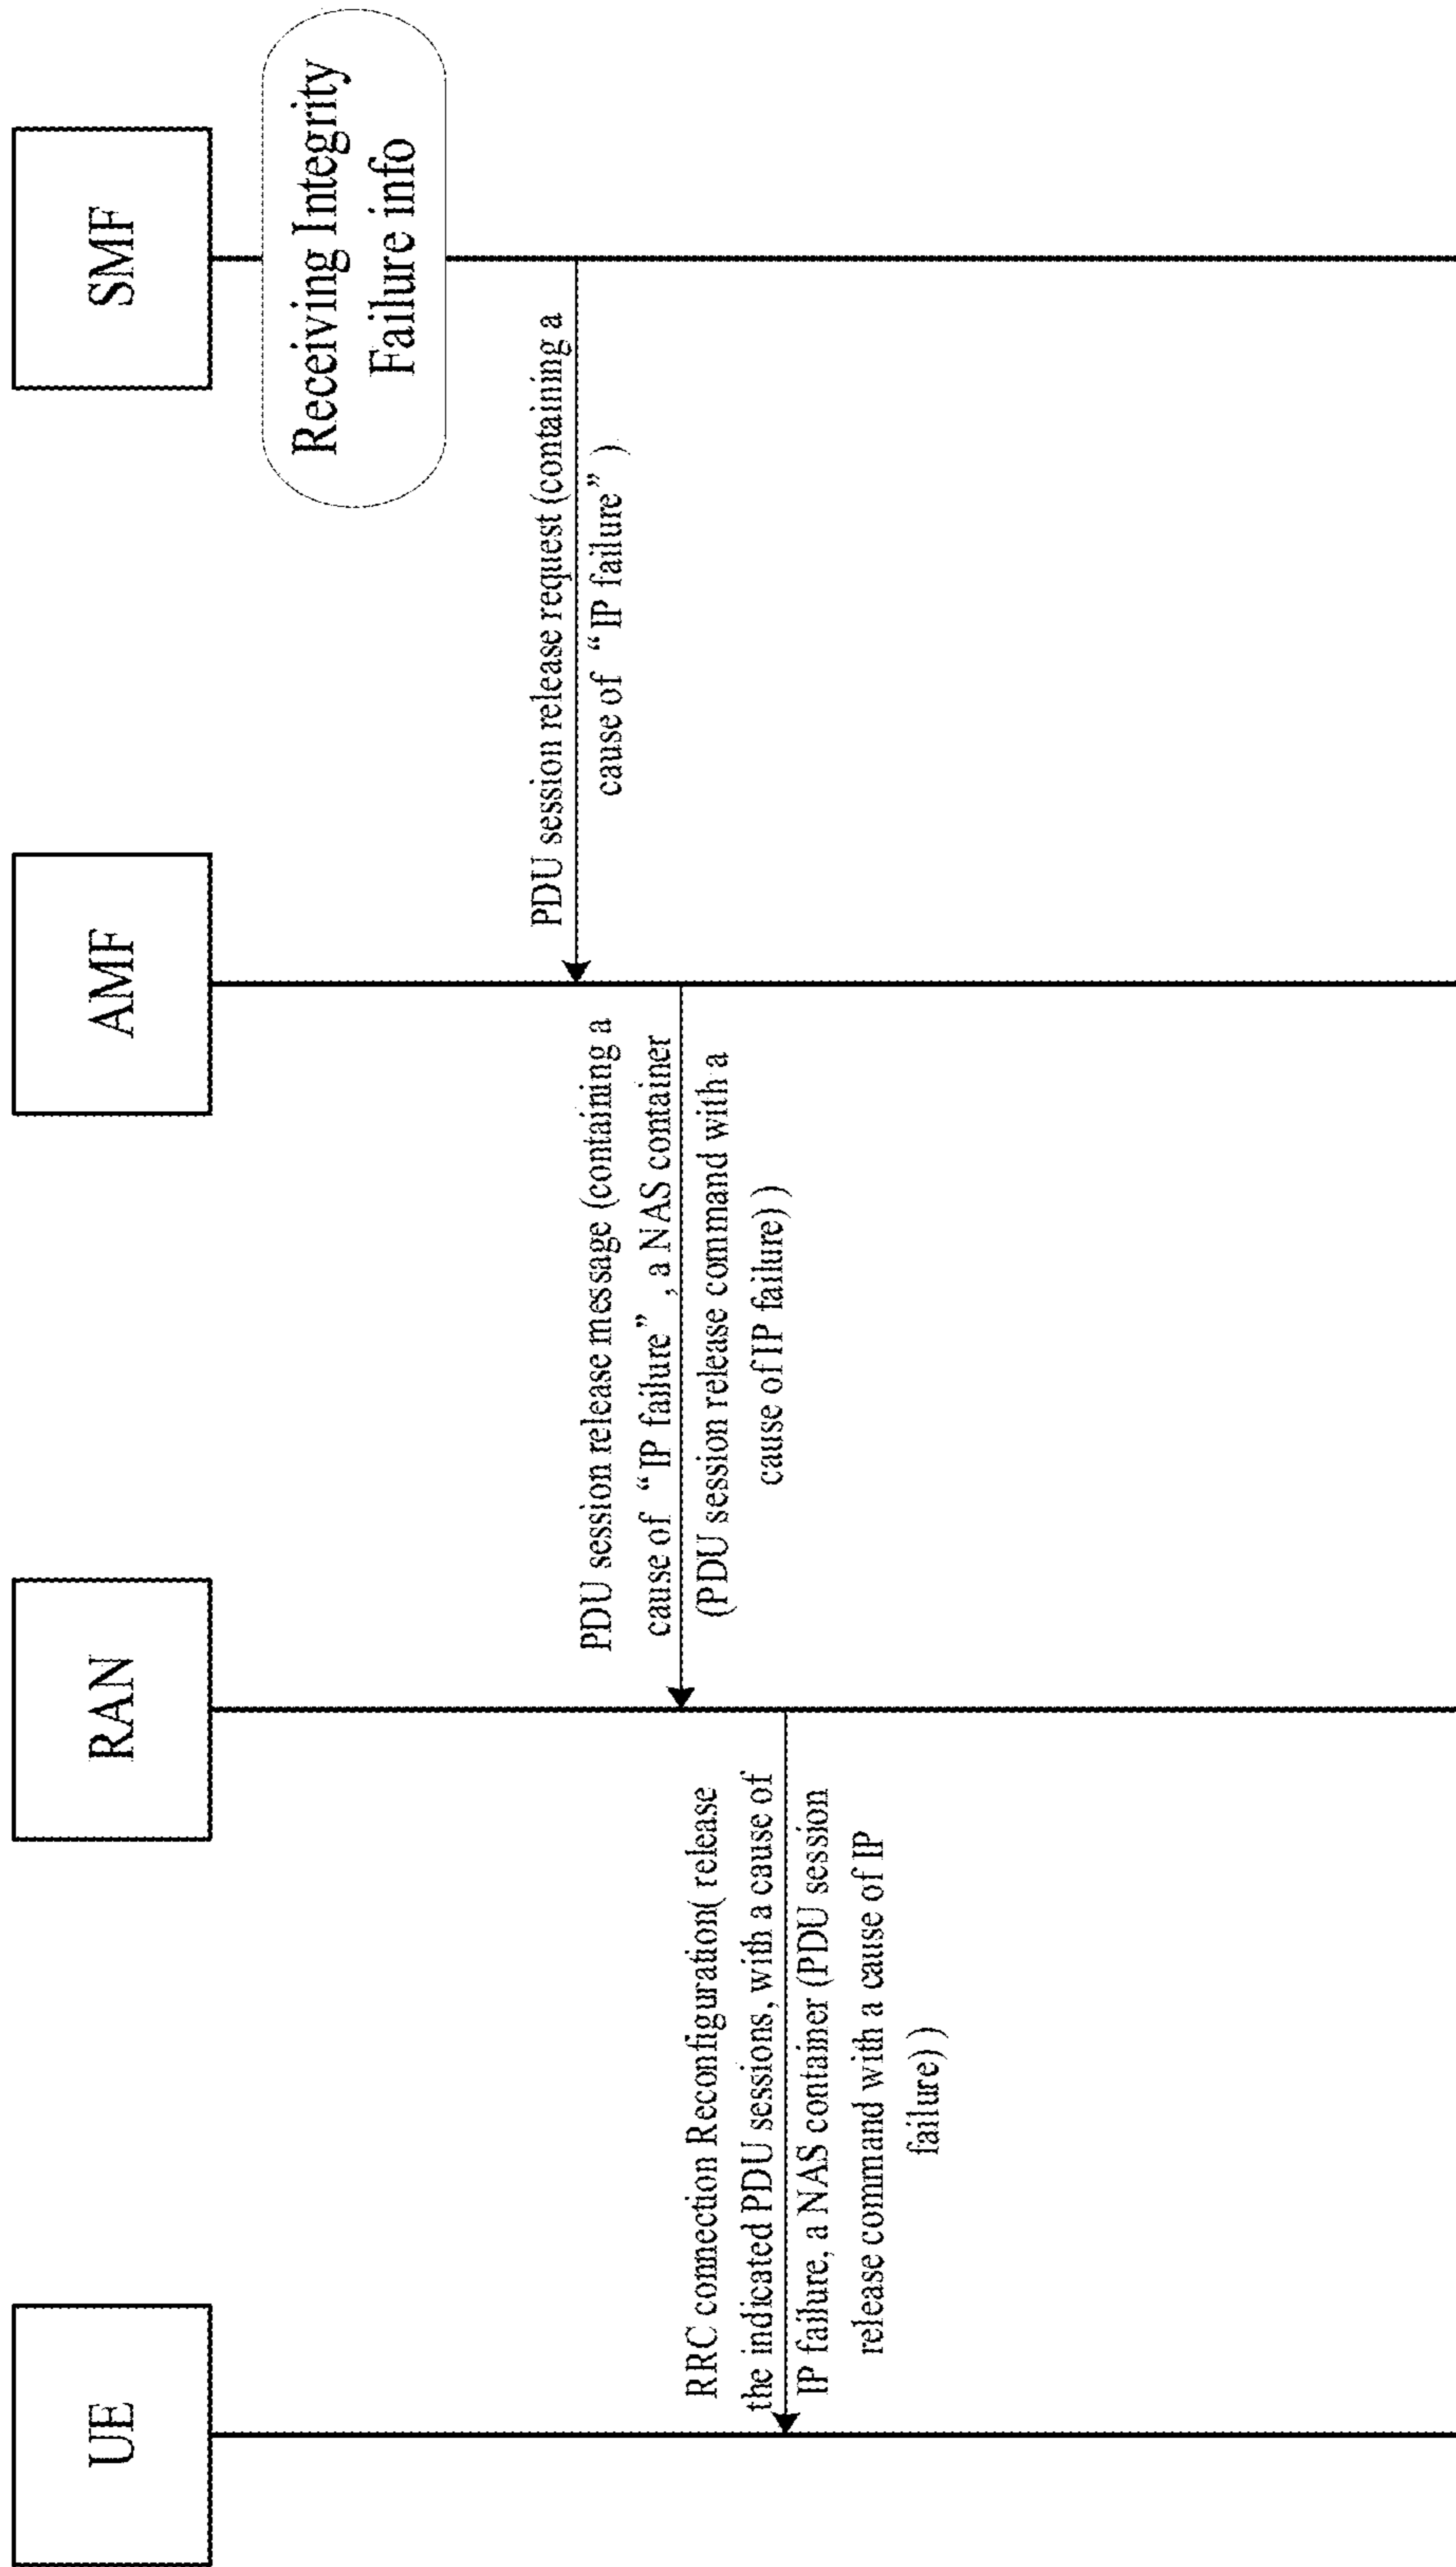 UE
RAN
AMF
SMF
Receiving Integrity
Failure info
PDU session release request (containing a
cause of “IP failure” )
PDU session release message (containing a
cause of “IP failure” , a NAS container
(PDU session release command with a
cause of IP failure) )
RRC connection Reconfiguration( release
the indicated PDU sessions, with a cause of
IP failure, a NAS container (PDU session
release command with a cause of IP
failure) )